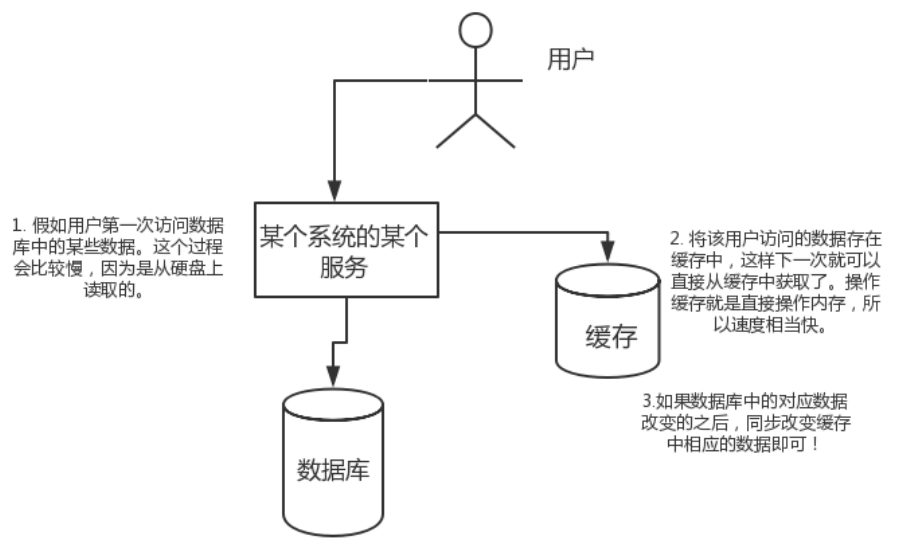 用户
1. 假如用户第一次访问数据
库中的某些数据。这个过程
会比较慢，因为是从硬盘上
读取的。
某个系统的某个
服务
2. 将该用户访问的数据存在
缓存中，这样下一次就可以
直接从缓存中获取了。操作
缓存就是直接操作内存，所
以速度相当快。
缓存
3.如果数据库中的对应数据
改变的之后，同步改变缓存
中相应的数据即可！
数据库